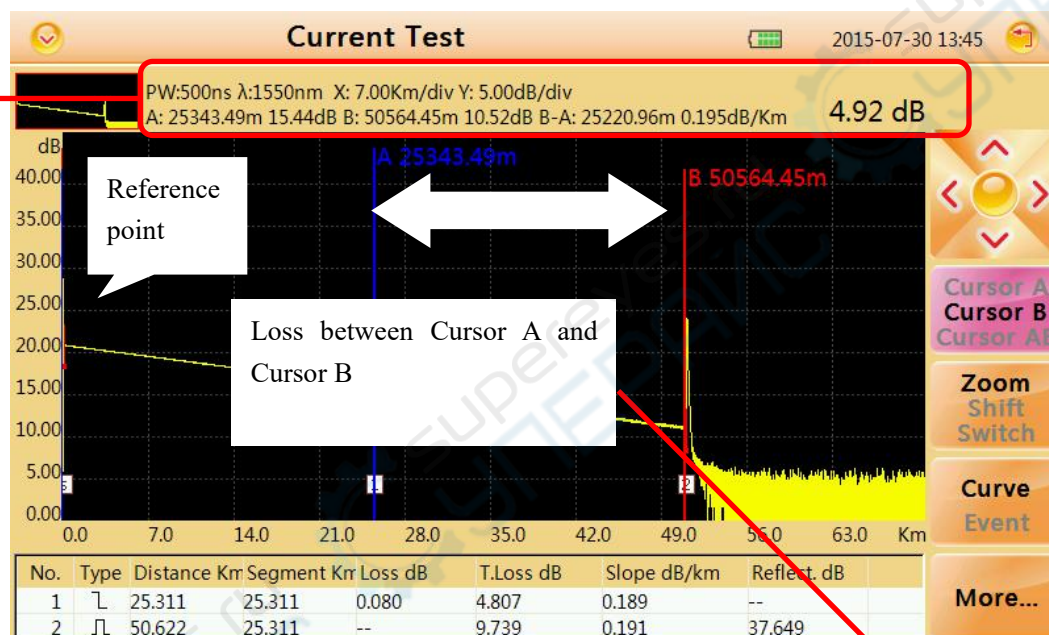 Current Test
2015-07-30 13:45
PW:500ns λ:1550nm X: 7.00Km/div Y: 5.00dB/div
A: 25343.49m 15.44dB B: 50564.45m 10.52dB B-A: 25220.96m 0.195dB/Km
4.92 dB
dB
A 25343.49m
B 50564.45m
40.00
35.00
30.00
25.00
20.00
15.00
10.00
5.00
0.00
Reference
point
Loss between Cursor A and
Cursor B
s
1
2
0.0 7.0 14.0 21.0 28.0 35.0 42.0 49.0 56.0 63.0 Km
Cursor A
Cursor B
Cursor AB
Zoom
Shift
Switch
Curve
Event
More...
No. Type Distance Km Segment Km Loss dB T.Loss dB Slope dB/km Reflect. dB
1 25.311 25.311 0.080 4.807 0.189 --
2 50.622 25.311 -- 9.739 0.191 37.649
supereyes.ru
СУПЕРАЙС